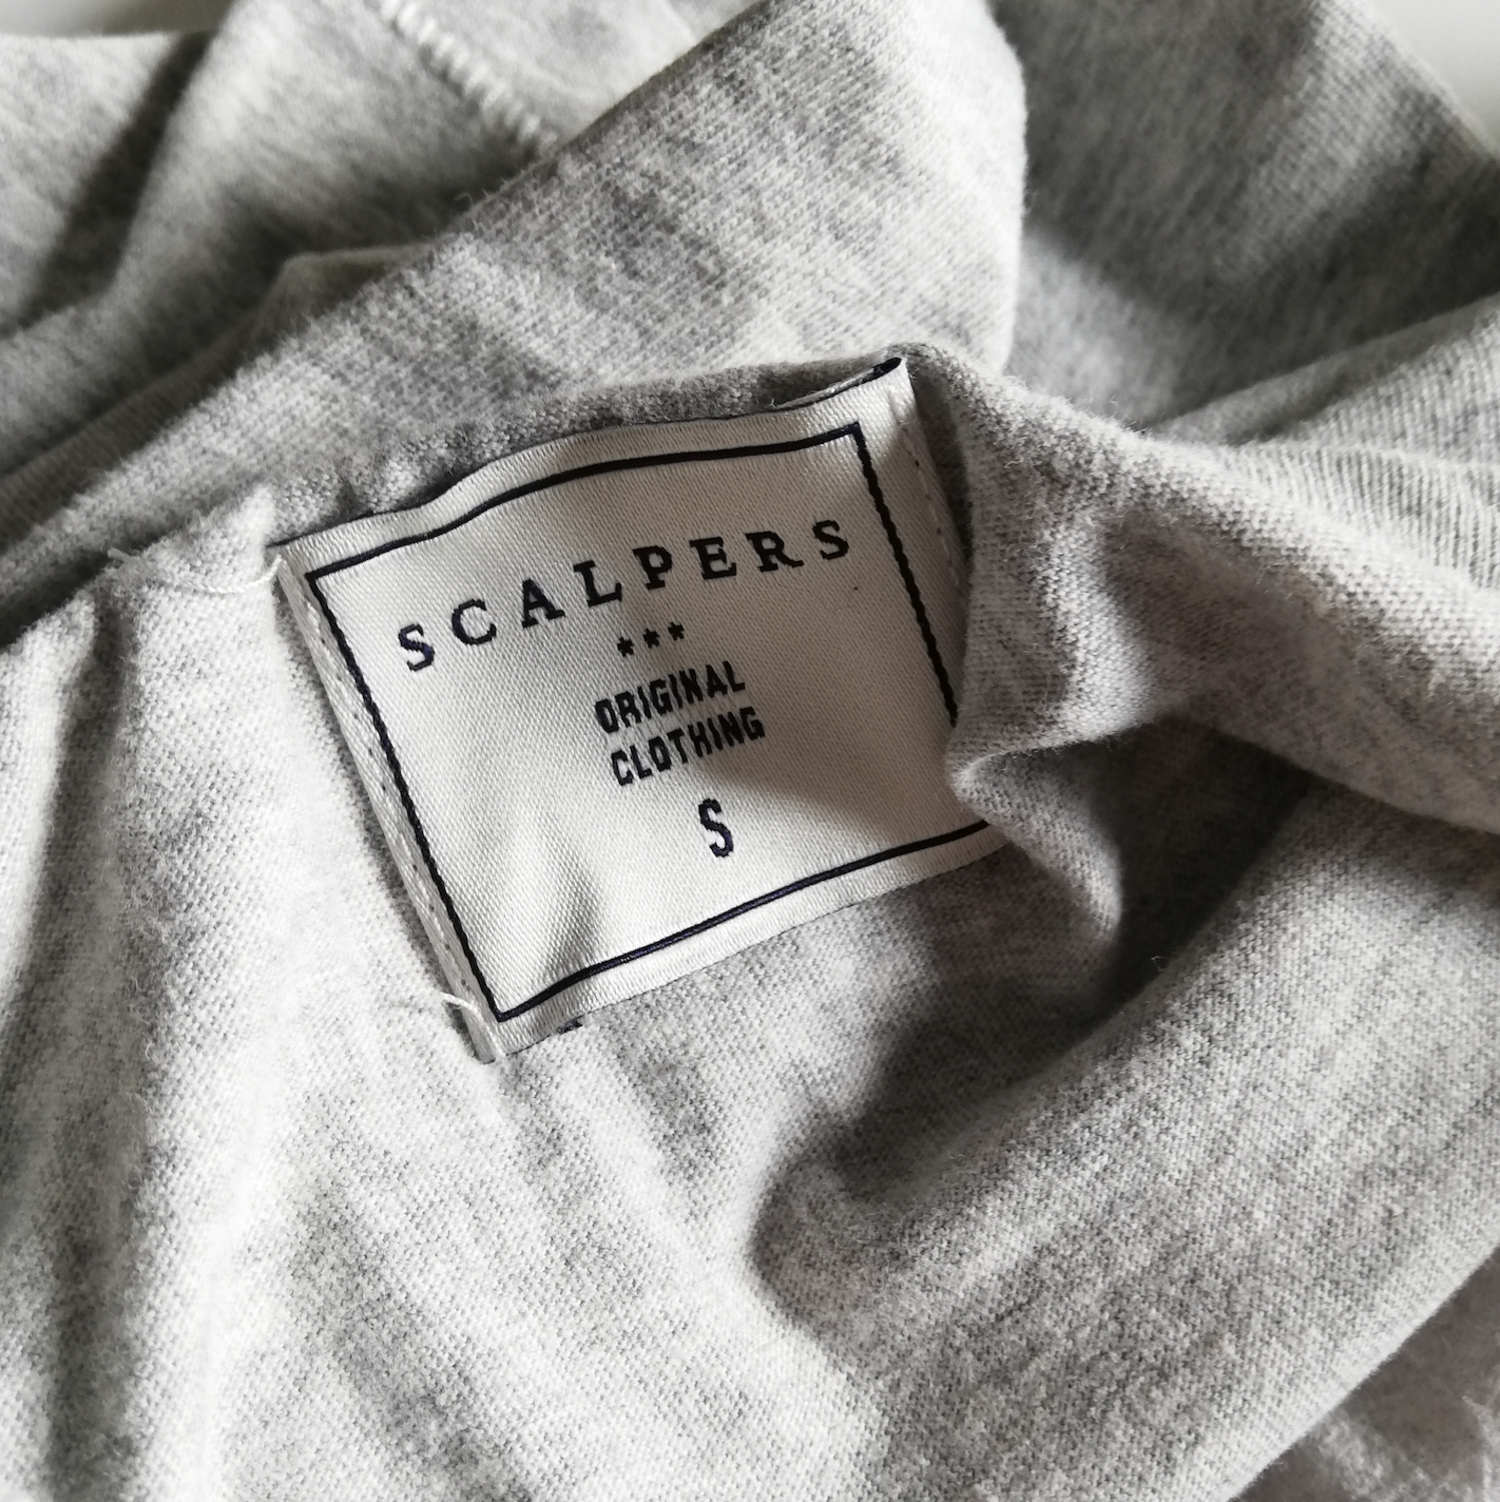 SCALPERS
***
ORIGINAL
CLOTHING
S